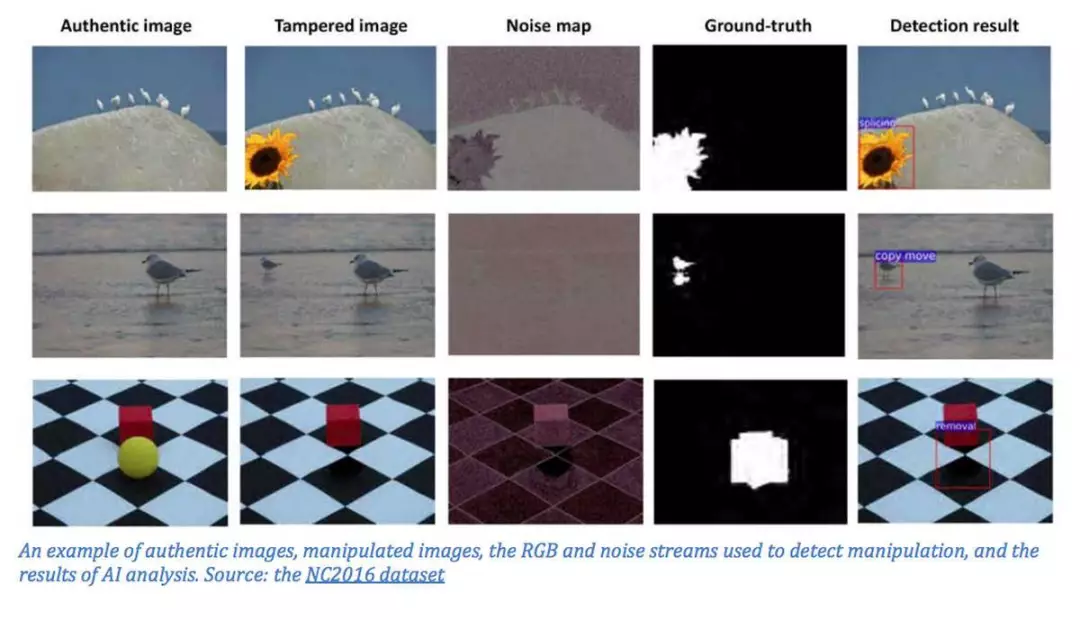 Authentic image
Tampered image
Noise map
Ground-truth
Detection result
splicing
copy move
removal
An example of authentic images, manipulated images, the RGB and noise streams used to detect manipulation, and the
results of AI analysis. Source: the NC2016 dataset